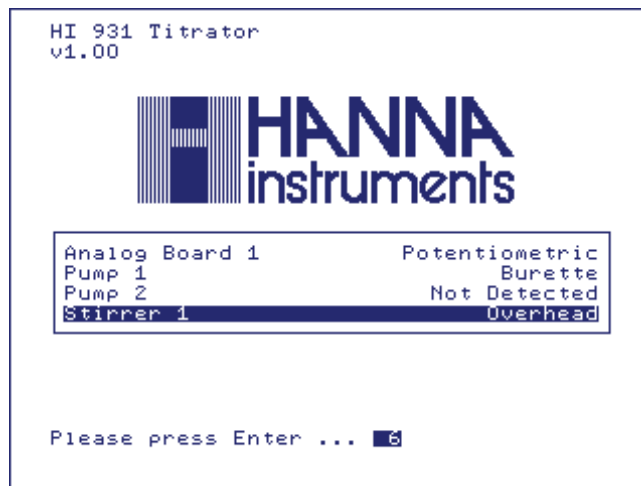 HI 931 Titrator
v1.00
HANNA
instruments
Analog Board 1 Potentiometric
Pump 1 Burette
Pump 2 Not Detected
Stirrer 1 Overhead
Please press Enter ... 6